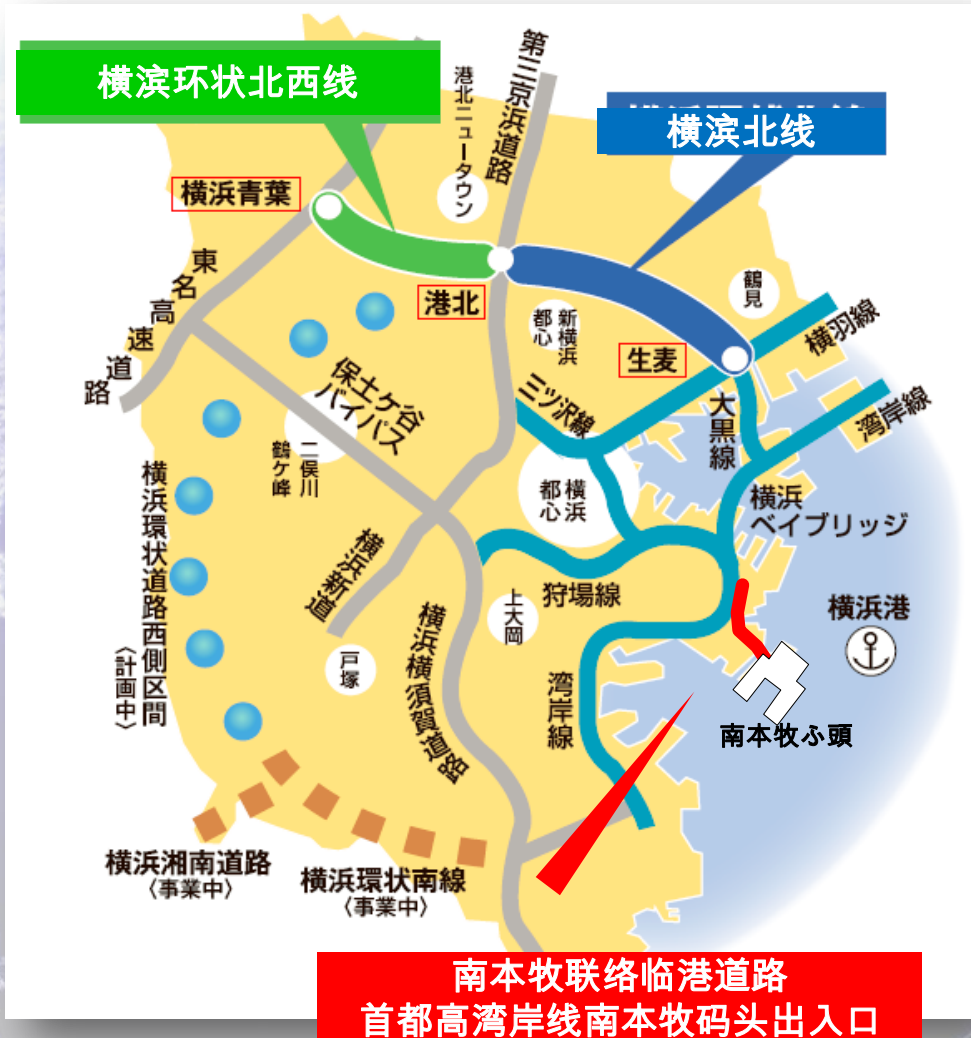 横滨环状北西线
横滨北线
第三京浜道路
港北ニュータウン
横浜青葉
港北
東名高速道路
鶴見
新横浜
都心
生麦
横羽線
湾岸線
三ツ沢線
大黒線
保土ケ谷
バイパス
二俣川
鶴ケ峰
横浜
都心
横浜
ベイブリッジ
横浜環状道路西側区間
〈計画中〉
横浜新道
狩場線
上大岡
横浜港
戸塚
横浜横須賀道路
湾岸線
南本牧ふ頭
横浜湘南道路
〈事業中〉
横浜環状南線
〈事業中〉
南本牧联络临港道路
首都高湾岸线南本牧码头出入口